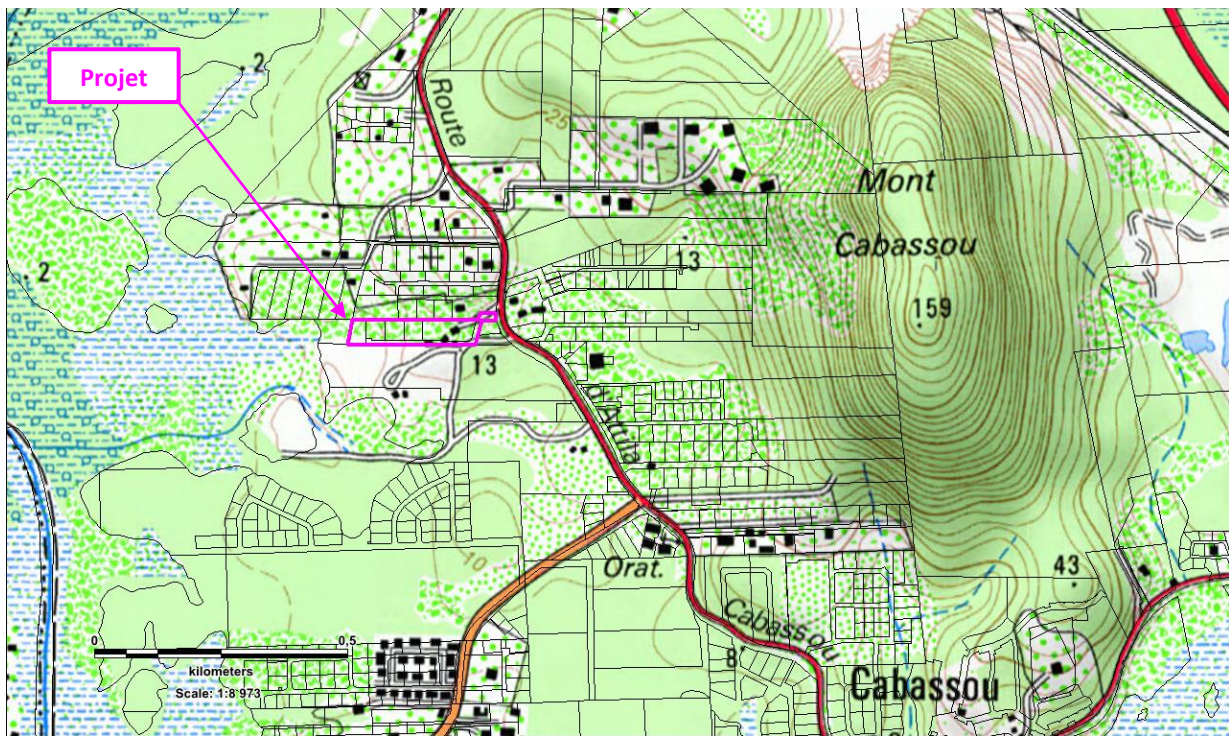 Projet
2
Route
25
Mont
Cabassou
13
2
159
13
d'Attila
10
Orat.
43
Cabassou
8
Cabassou
0 0.5
kilometers
Scale: 1:8'973